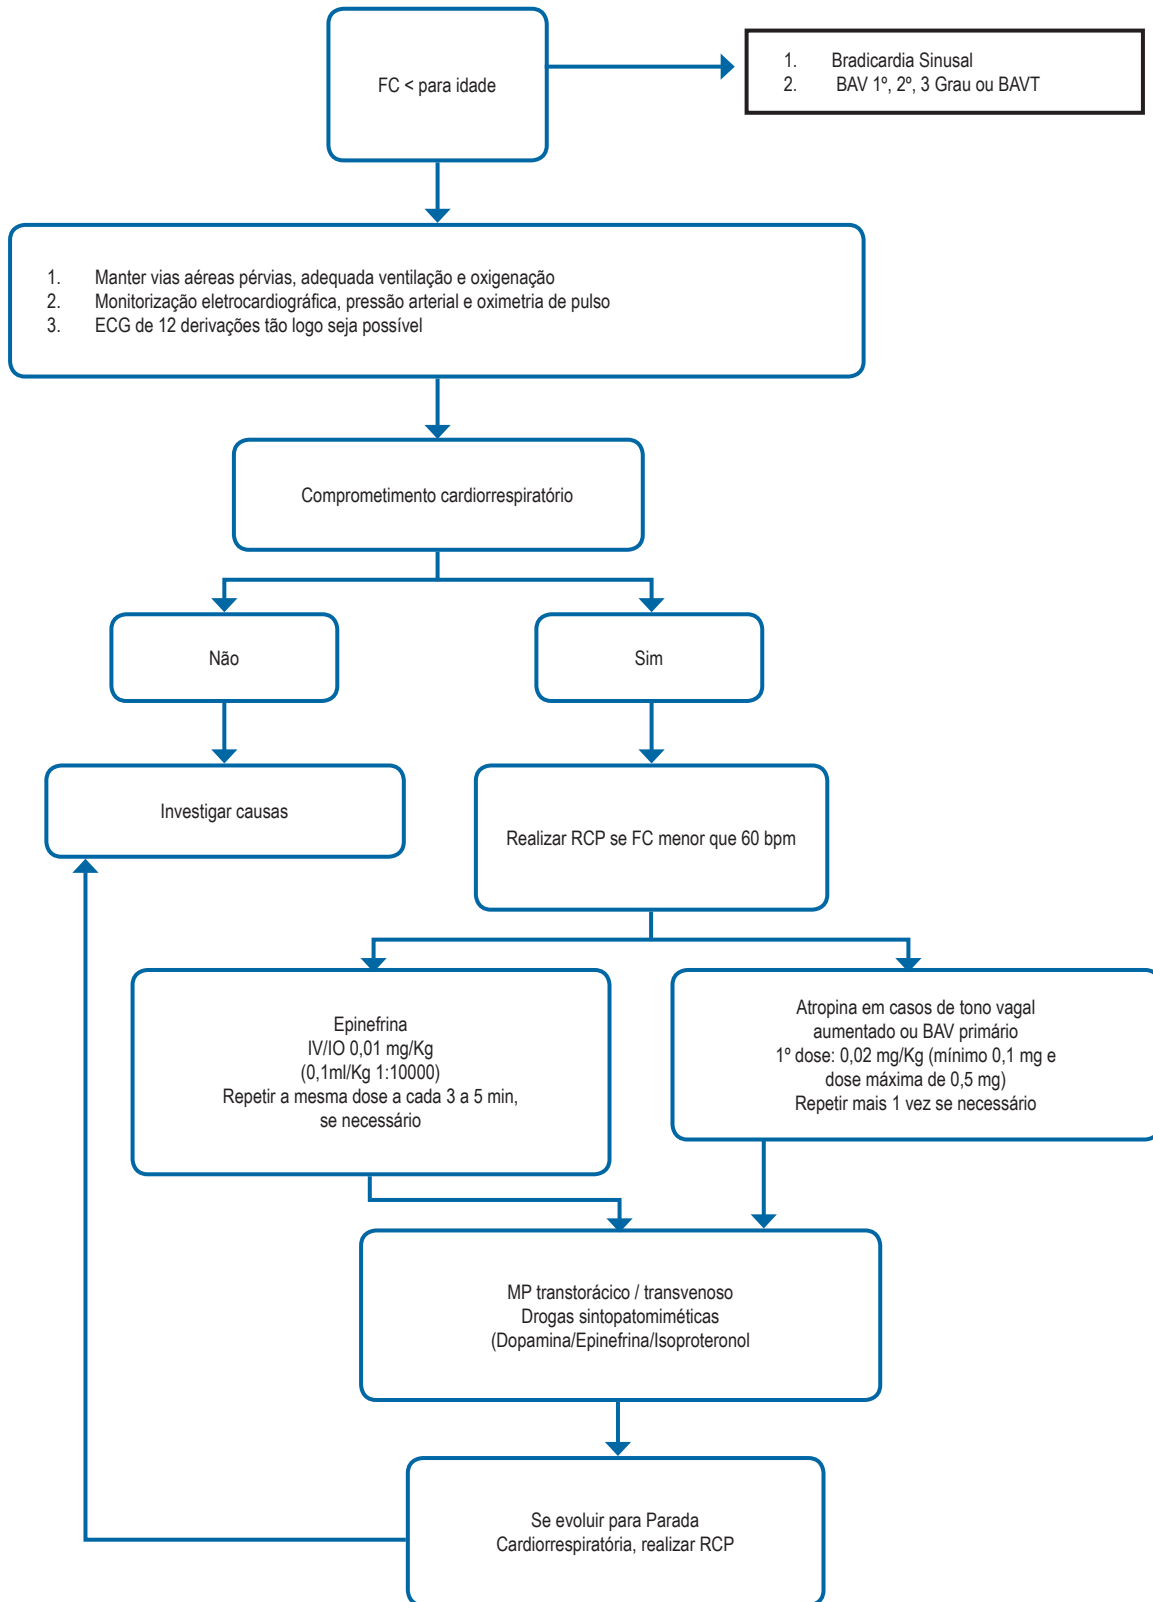 FC < para idade
1. Bradicardia Sinusal
2. BAV 1º, 2º, 3 Grau ou BAVT
1. Manter vias aéreas pérvias, adequada ventilação e oxigenação
2. Monitorização eletrocardiográfica, pressão arterial e oximetria de pulso
3. ECG de 12 derivações tão logo seja possível
Comprometimento cardiorrespiratório
Não
Sim
Investigar causas
Realizar RCP se FC menor que 60 bpm
Epinefrina
IV/IO 0,01 mg/Kg
(0,1ml/Kg 1:10000)
Repetir a mesma dose a cada 3 a 5 min,
se necessário
Atropina em casos de tono vagal
aumentado ou BAV primário
1º dose: 0,02 mg/Kg (mínimo 0,1 mg e
dose máxima de 0,5 mg)
Repetir mais 1 vez se necessário
MP transtorácico / transvenoso
Drogas sintopatomiméticas
(Dopamina/Epinefrina/Isoproteronol
Se evoluir para Parada
Cardiorrespiratória, realizar RCP